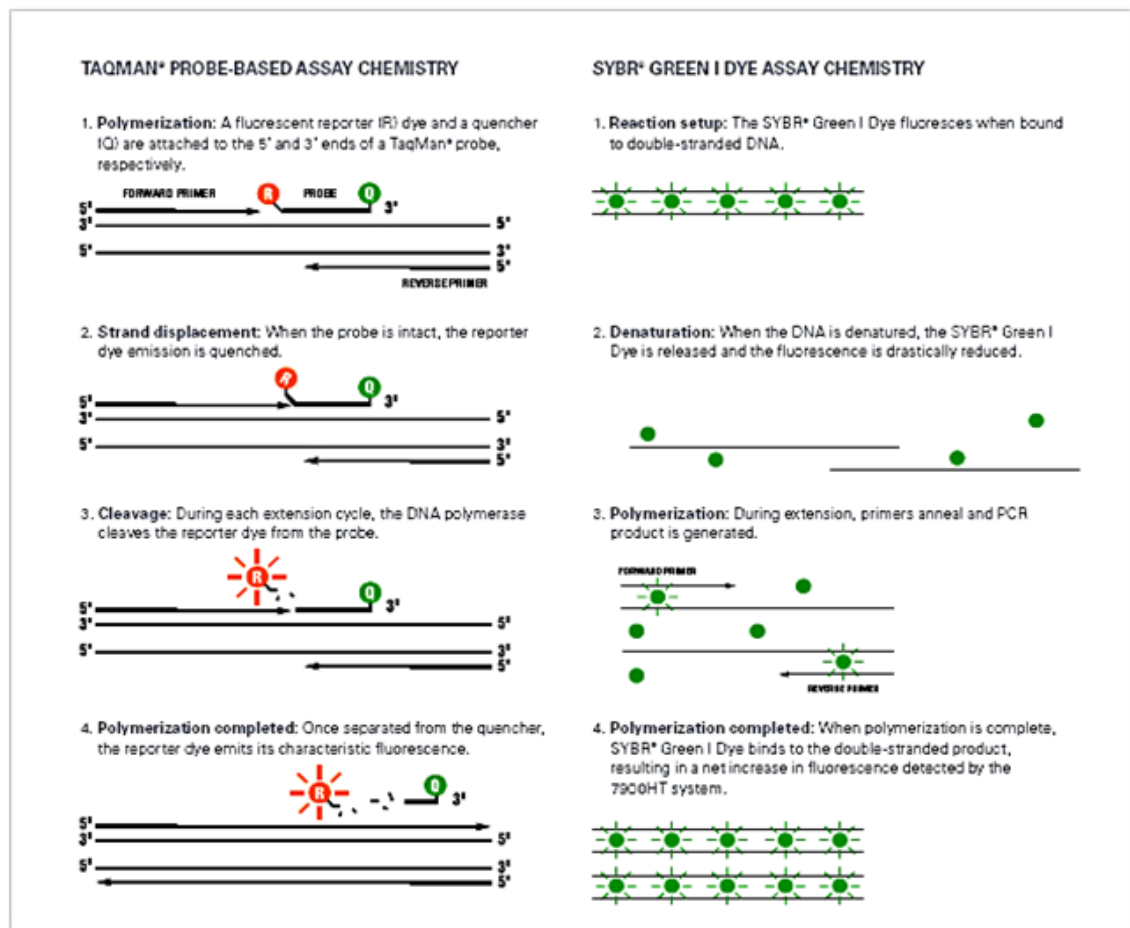 TAQMAN® PROBE-BASED ASSAY CHEMISTRY
1. Polymerization: A fluorescent reporter (R) dye and a quencher
(Q) are attached to the 5' and 3' ends of a TaqMan® probe,
respectively.
FORWARD PRIMER R PROBE Q
5' 3'
3' 5'
5' 3'
5'
REVERSE PRIMER
2. Strand displacement: When the probe is intact, the reporter
dye emission is quenched.
R Q
5' 3'
3' 5'
5' 3'
5'
3. Cleavage: During each extension cycle, the DNA polymerase
cleaves the reporter dye from the probe.
R Q
5' 3'
3' 5'
5' 3'
5'
4. Polymerization completed: Once separated from the quencher,
the reporter dye emits its characteristic fluorescence.
R Q 3'
5'
3' 5'
5' 3'
5'
SYBR® GREEN I DYE ASSAY CHEMISTRY
1. Reaction setup: The SYBR® Green I Dye fluoresces when bound
to double-stranded DNA.
2. Denaturation: When the DNA is denatured, the SYBR® Green I
Dye is released and the fluorescence is drastically reduced.
3. Polymerization: During extension, primers anneal and PCR
product is generated.
FORWARD PRIMER
REVERSE PRIMER
4. Polymerization completed: When polymerization is complete,
SYBR® Green I Dye binds to the double-stranded product,
resulting in a net increase in fluorescence detected by the
7900HT system.